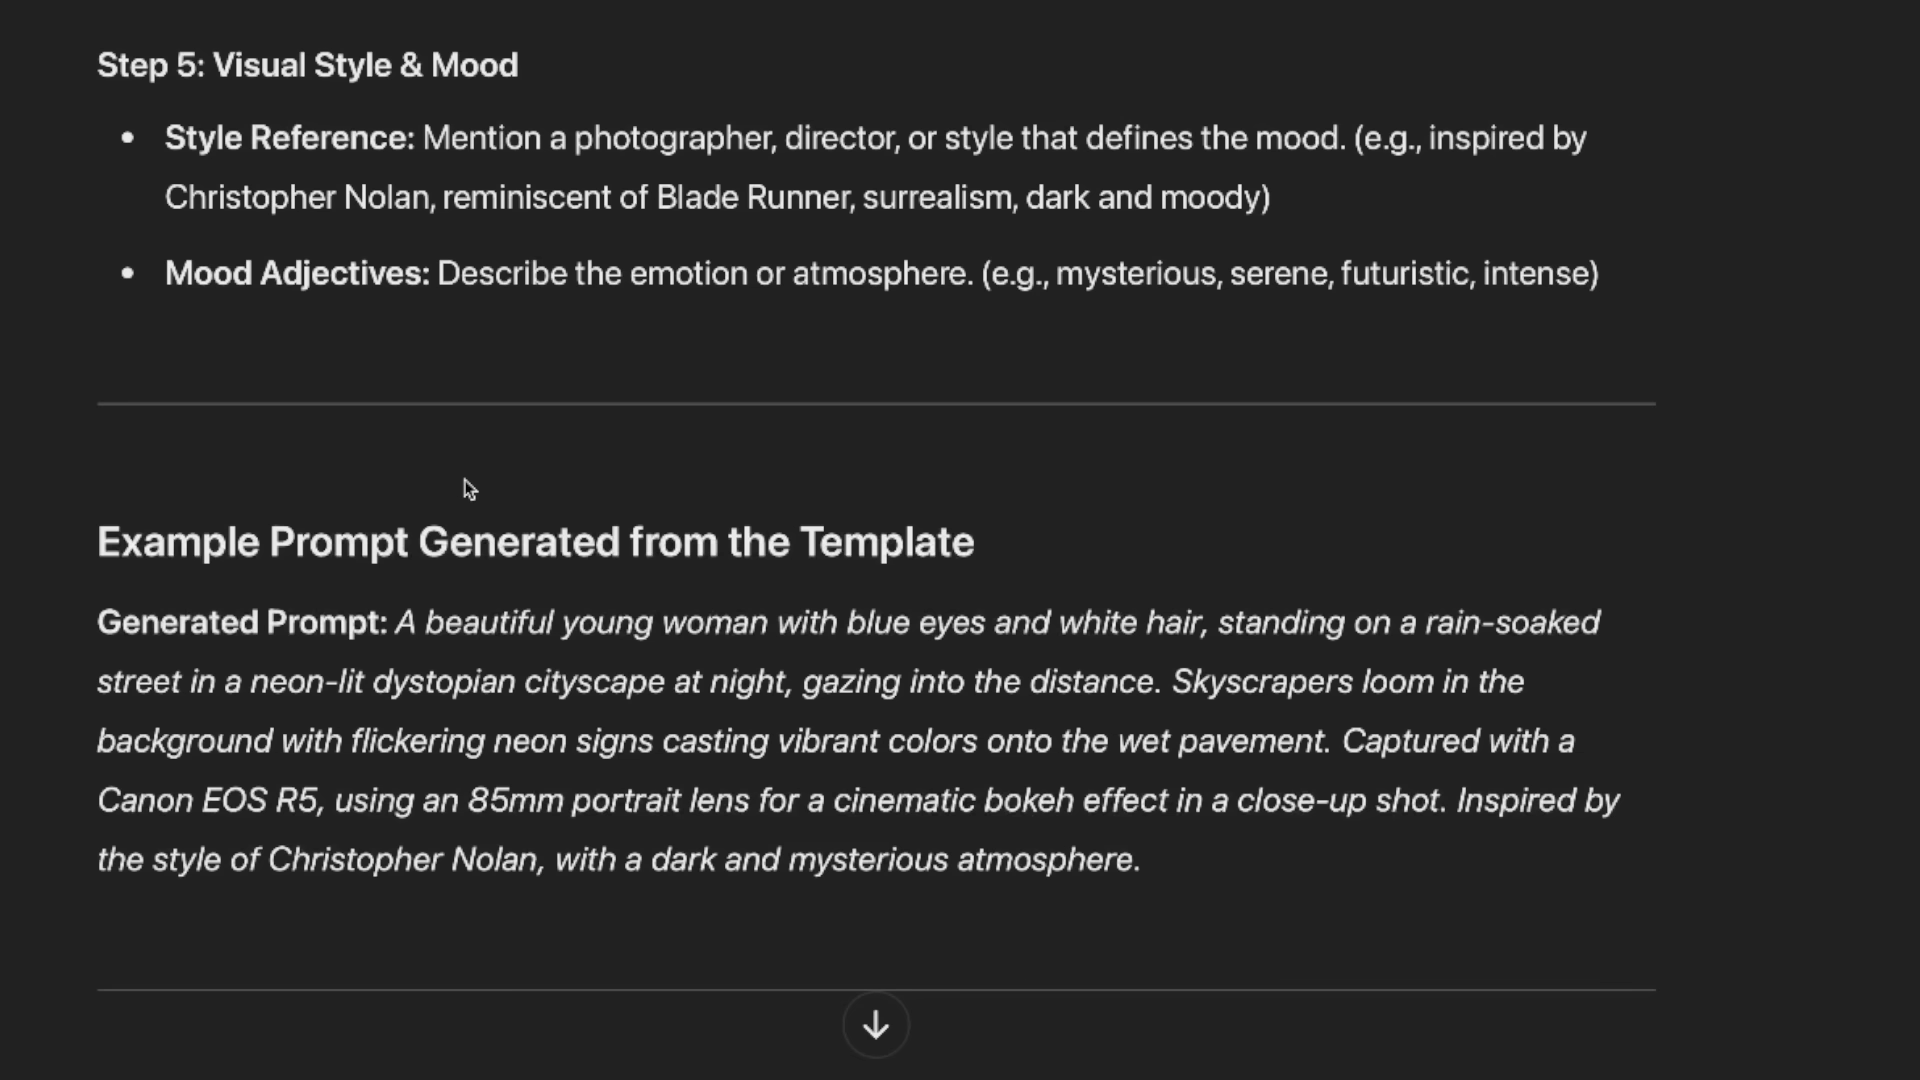 Step 5: Visual Style & Mood
• Style Reference: Mention a photographer, director, or style that defines the mood. (e.g., inspired by
Christopher Nolan, reminiscent of Blade Runner, surrealism, dark and moody)
• Mood Adjectives: Describe the emotion or atmosphere. (e.g., mysterious, serene, futuristic, intense)
Example Prompt Generated from the Template
Generated Prompt: A beautiful young woman with blue eyes and white hair, standing on a rain-soaked
street in a neon-lit dystopian cityscape at night, gazing into the distance. Skyscrapers loom in the
background with flickering neon signs casting vibrant colors onto the wet pavement. Captured with a
Canon EOS R5, using an 85mm portrait lens for a cinematic bokeh effect in a close-up shot. Inspired by
the style of Christopher Nolan, with a dark and mysterious atmosphere.